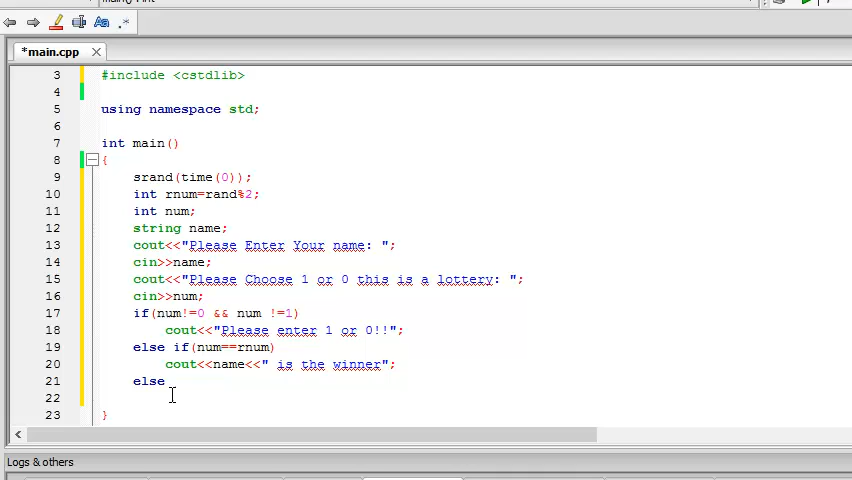 *main.cpp
3 #include <cstdlib>
4
5 using namespace std;
6
7 int main()
8 {
9 srand(time(0));
10 int rnum=rand%2;
11 int num;
12 string name;
13 cout<<"Please Enter Your name: ";
14 cin>>name;
15 cout<<"Please Choose 1 or 0 this is a lottery: ";
16 cin>>num;
17 if(num!=0 && num !=1)
18 cout<<"Please enter 1 or 0!!";
19 else if(num==rnum)
20 cout<<name<<" is the winner";
21 else
22
23 }
Logs & others